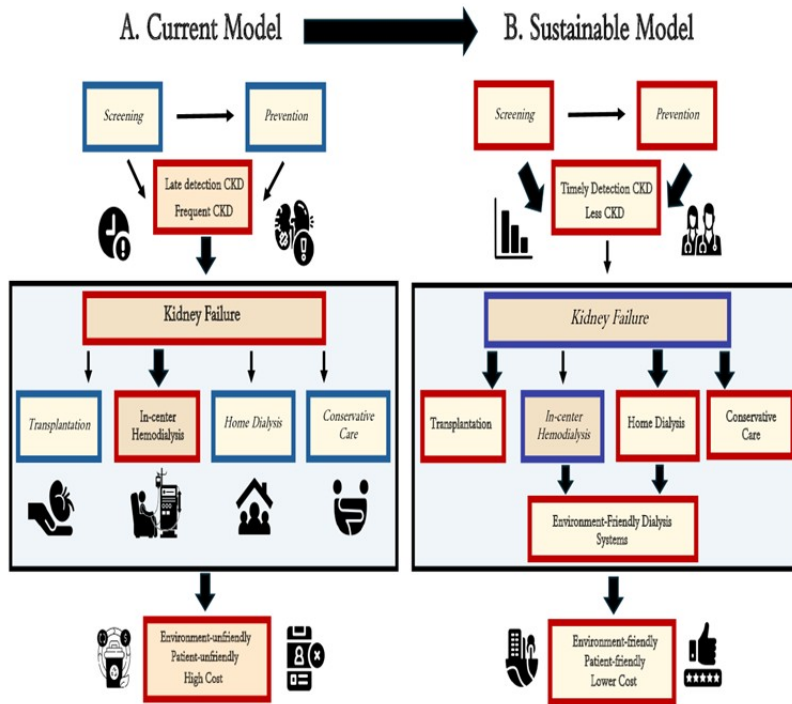 A. Current Model
B. Sustainable Model
Screening
Prevention
Late detection CKD
Frequent CKD
Kidney Failure
Transplantation
In-center
Hemodialysis
Home Dialysis
Conservative
Care
Environment-unfriendly
Patient-unfriendly
High Cost
Screening
Prevention
Timely Detection CKD
Less CKD
Kidney Failure
Transplantation
In-center
Hemodialysis
Home Dialysis
Conservative
Care
Environment-Friendly Dialysis
Systems
Environment-friendly
Patient-friendly
Lower Cost